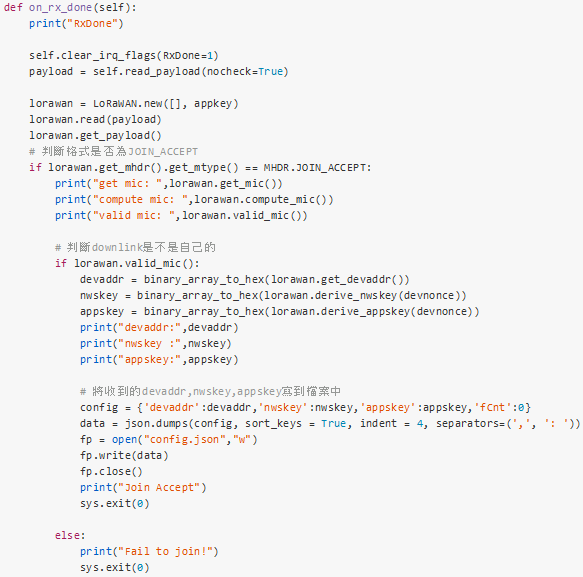 def on_rx_done(self):
    print("RxDone")

    self.clear_irq_flags(RxDone=1)
    payload = self.read_payload(nocheck=True)

    lorawan = LoRaWAN.new([], appkey)
    lorawan.read(payload)
    lorawan.get_payload()
    # 判斷格式是否為JOIN_ACCEPT
    if lorawan.get_mhdr().get_mtype() == MHDR.JOIN_ACCEPT:
        print("get mic: ",lorawan.get_mic())
        print("compute mic: ",lorawan.compute_mic())
        print("valid mic: ",lorawan.valid_mic())

        # 判斷downlink是不是自己的
        if lorawan.valid_mic():
            devaddr = binary_array_to_hex(lorawan.get_devaddr())
            nwskey = binary_array_to_hex(lorawan.derive_nwskey(devnonce))
            appskey = binary_array_to_hex(lorawan.derive_appskey(devnonce))
            print("devaddr:",devaddr)
            print("nwskey :",nwskey)
            print("appskey:",appskey)

            # 將收到的devaddr,nwskey,appskey寫到檔案中
            config = {'devaddr':devaddr,'nwskey':nwskey,'appskey':appskey,'fCnt':0}
            data = json.dumps(config, sort_keys = True, indent = 4, separators=(',', ': '))
            fp = open("config.json","w")
            fp.write(data)
            fp.close()
            print("Join Accept")
            sys.exit(0)

        else:
            print("Fail to join!")
            sys.exit(0)